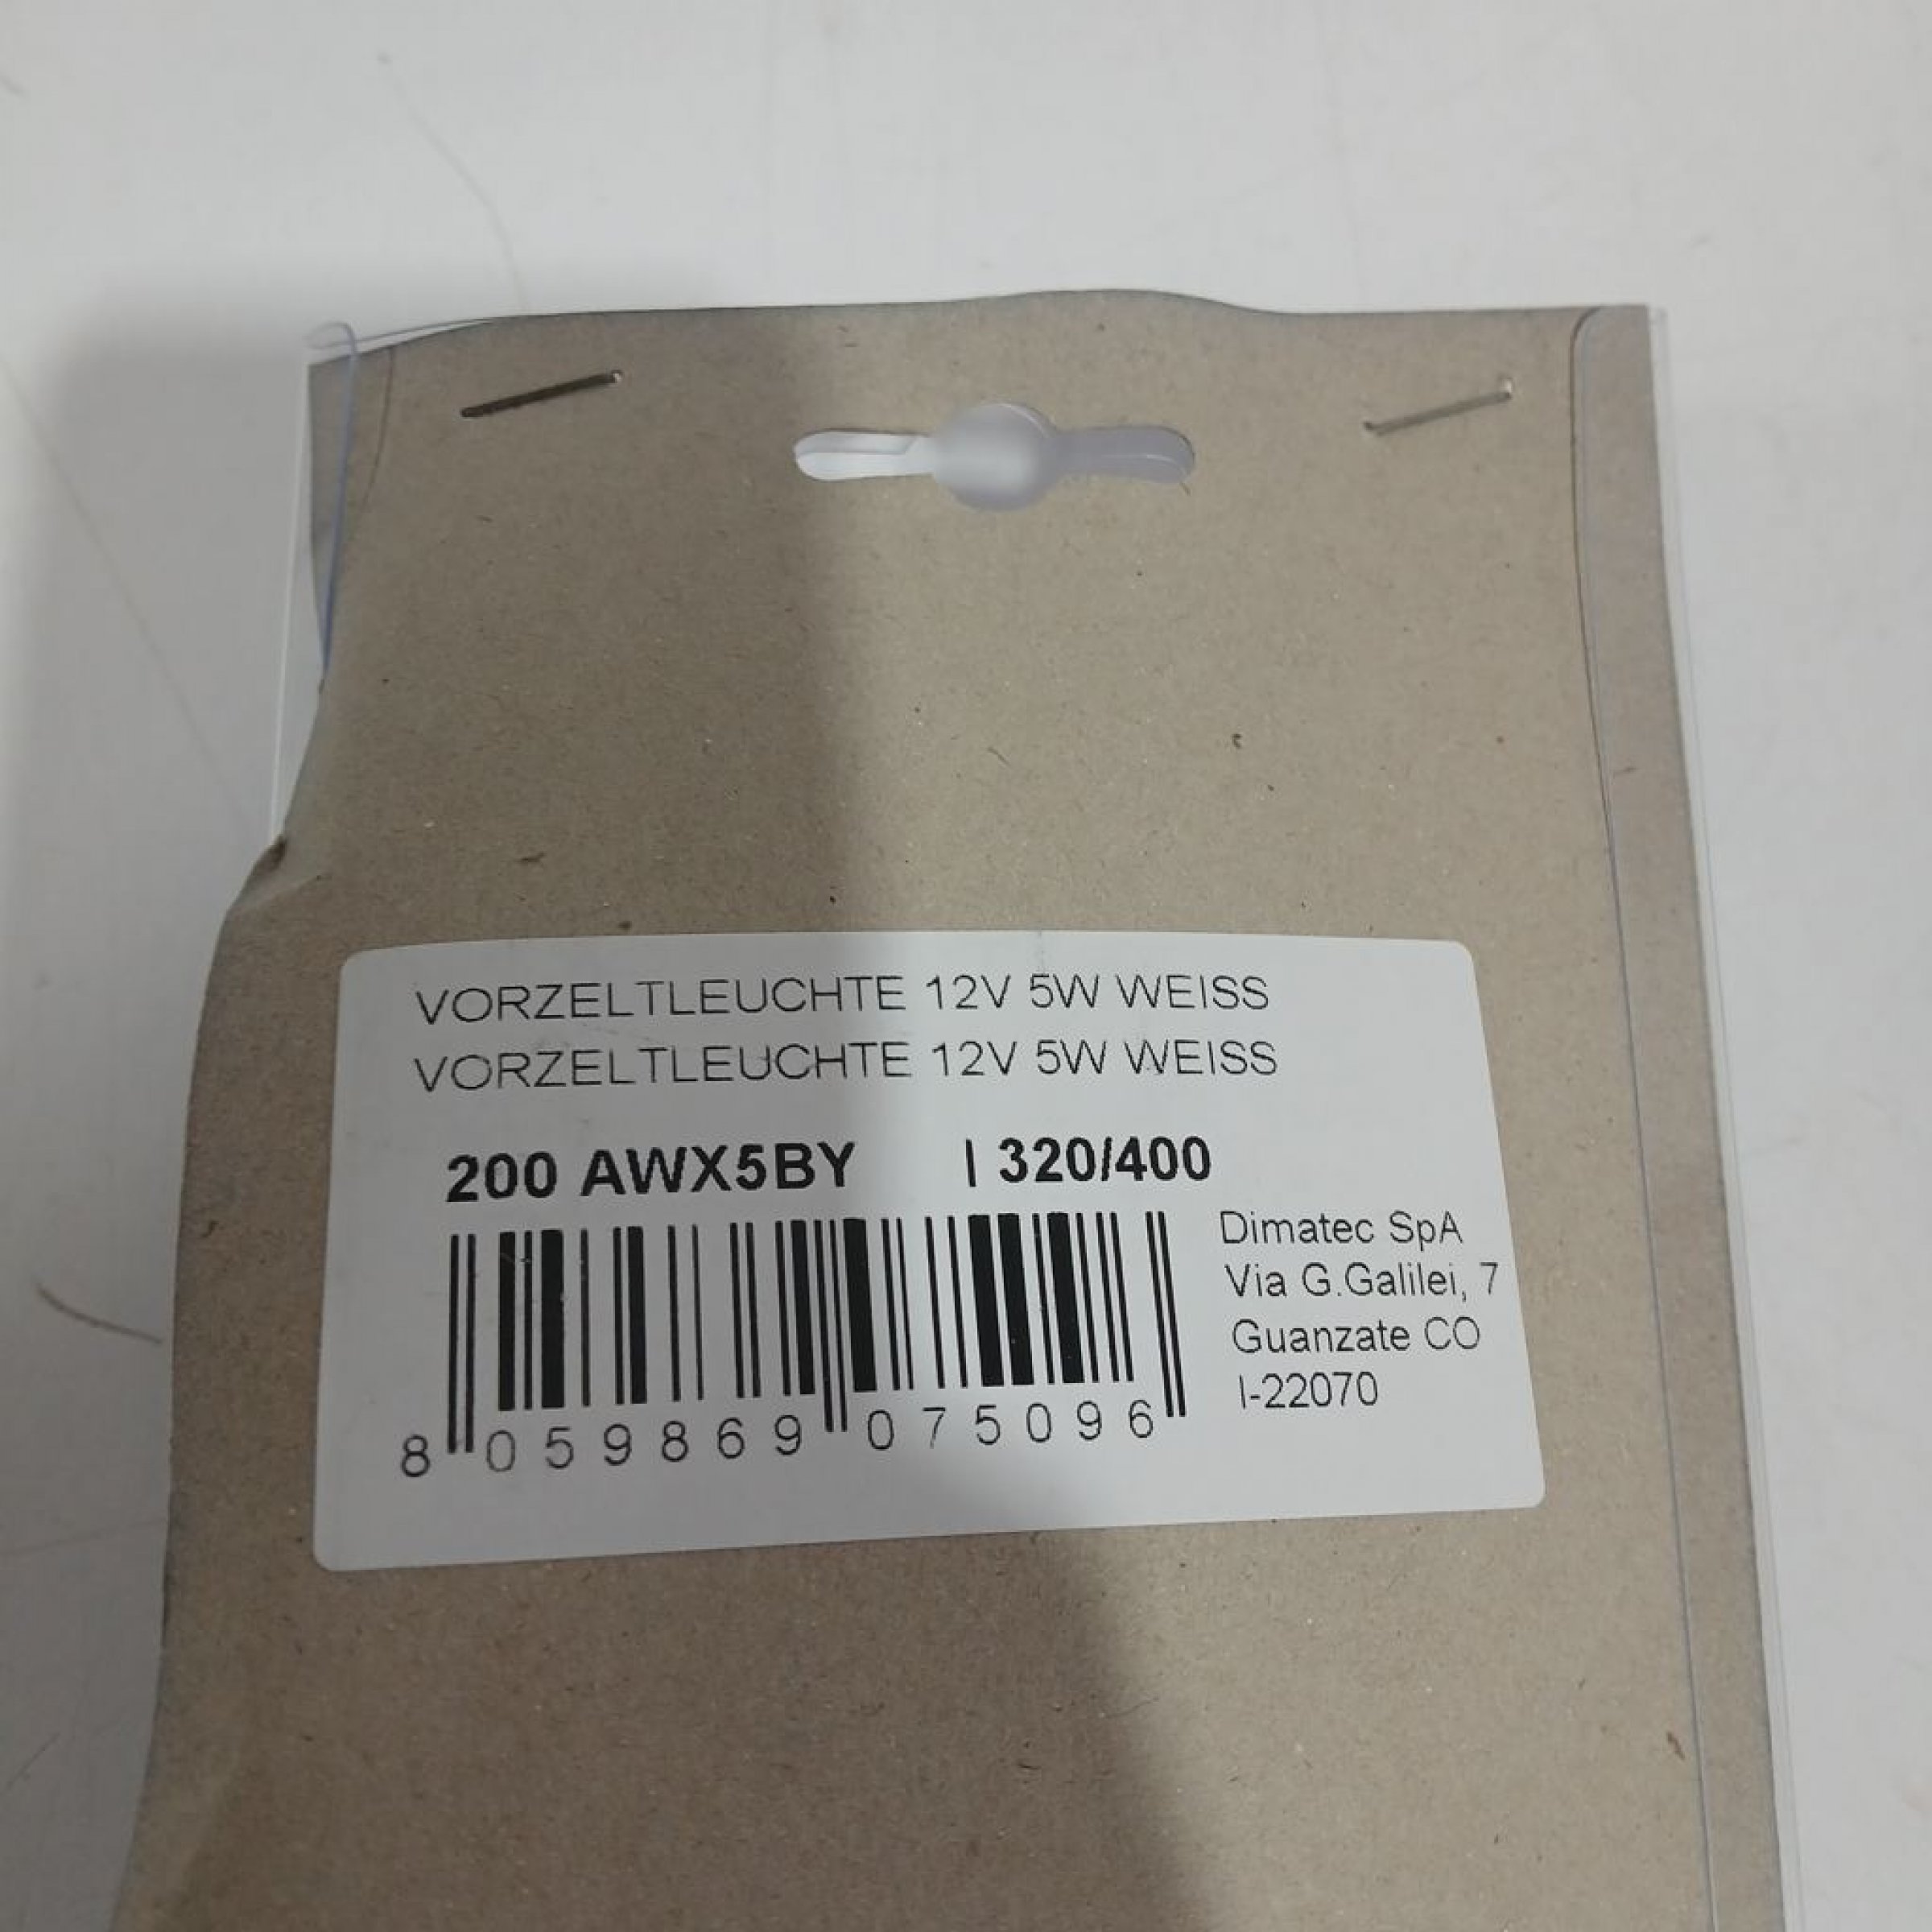 VORZELTLEUCHTE 12V 5W WEISS
VORZELTLEUCHTE 12V 5W WEISS
200 AWX5BY I 320/400
Dimatec SpA
Via G.Galilei, 7
Guanzate CO
I-22070
8 059869 075096